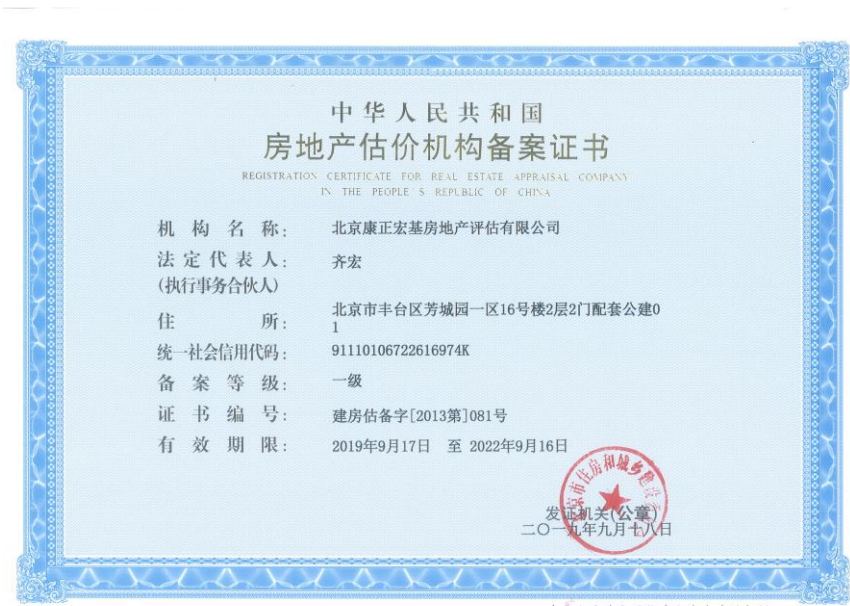 中华人民共和国
房地产估价机构备案证书
REGISTRATION CERTIFICATE FOR REAL ESTATE APPRAISAL COMPANY
IN THE PEOPLE'S REPUBLIC OF CHINA
机构名称: 北京康正宏基房地产评估有限公司
法定代表人: 齐宏
(执行事务合伙人)
住所: 北京市丰台区芳城园一区16号楼2层2门配套公建0
1
统一社会信用代码: 91110106722616974K
备案等级: 一级
证书编号: 建房估备字[2013第]081号
有效期限: 2019年9月17日 至 2022年9月16日
发证机关(公章)
二〇一九年九月十八日